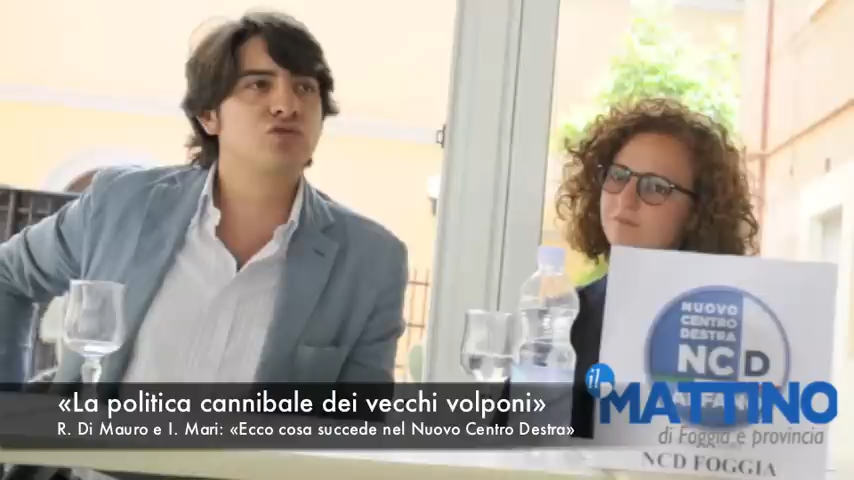 NUOVO
CENTRO
DESTRA
NCD
«La politica cannibale dei vecchi volponi»
R. Di Mauro e I. Mari: «Ecco cosa succede nel Nuovo Centro Destra»
il MATTINO
di Foggia e provincia
NCD FOGGIA